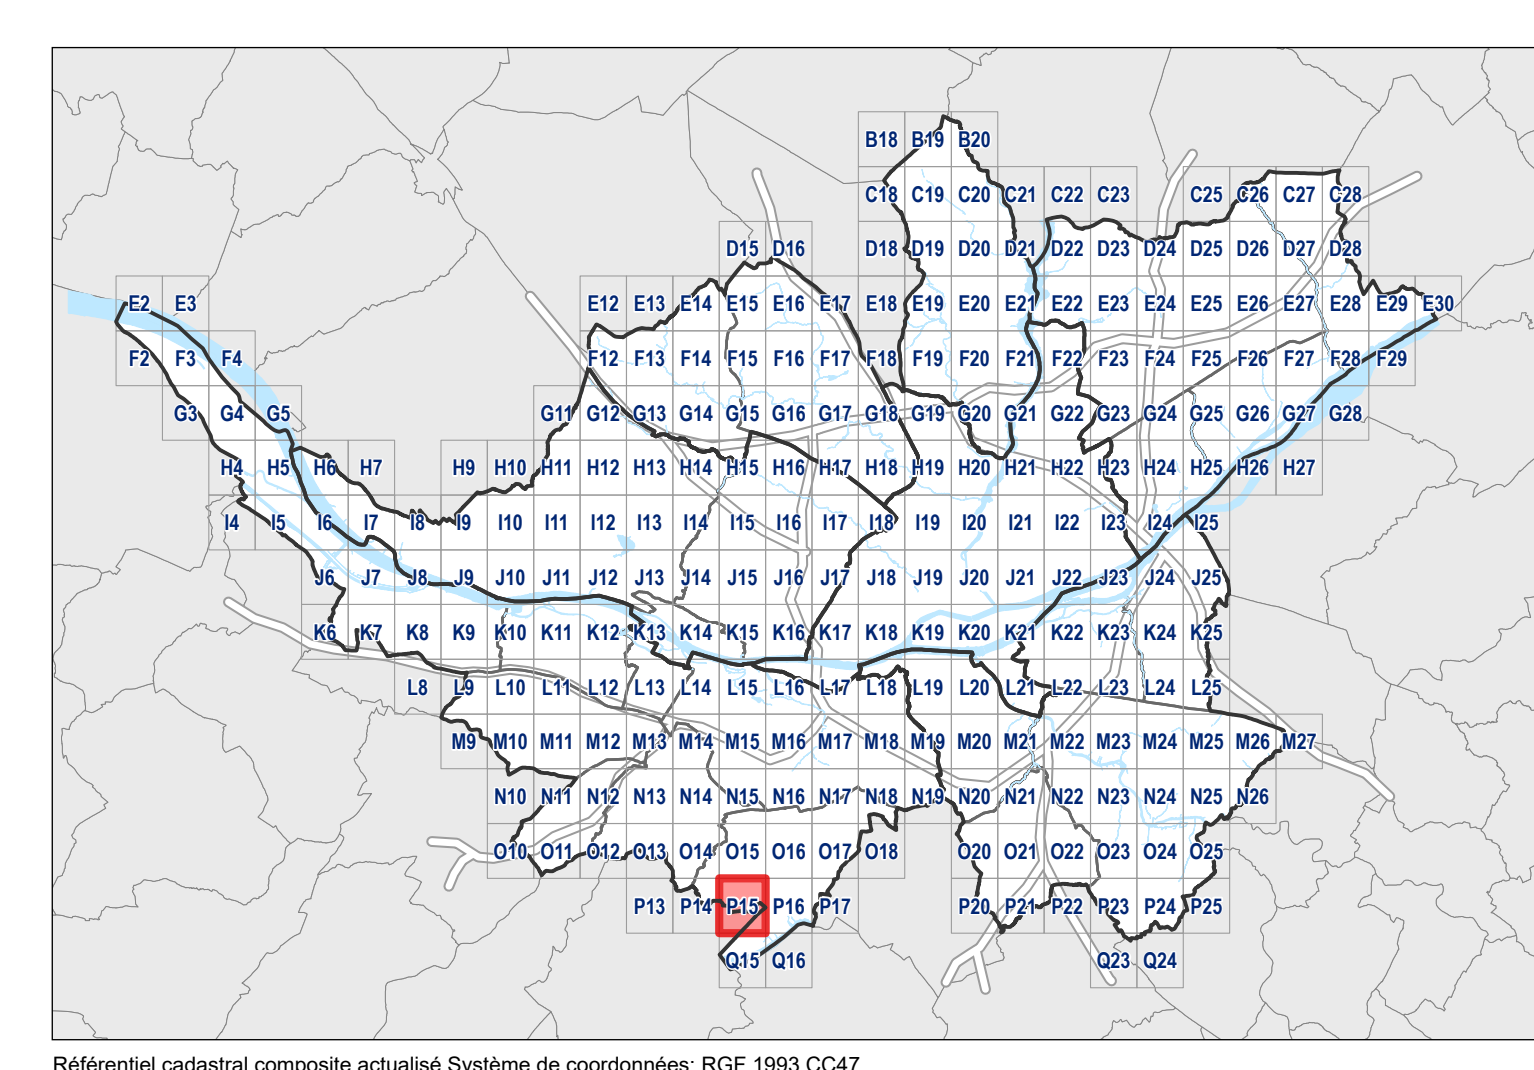 B18 B19 B20
C18 C19 C20 C21 C22 C23 C25 C26 C27 C28
D15 D16 D18 D19 D20 D21 D22 D23 D24 D25 D26 D27 D28
E2 E3 E12 E13 E14 E15 E16 E17 E18 E19 E20 E21 E22 E23 E24 E25 E26 E27 E28 E29 E30
F2 F3 F4 F12 F13 F14 F15 F16 F17 F18 F19 F20 F21 F22 F23 F24 F25 F26 F27 F28 F29
G3 G4 G5 G11 G12 G13 G14 G15 G16 G17 G18 G19 G20 G21 G22 G23 G24 G25 G26 G27 G28
H4 H5 H6 H7 H9 H10 H11 H12 H13 H14 H15 H16 H17 H18 H19 H20 H21 H22 H23 H24 H25 H26 H27
I4 I5 I6 I7 I8 I9 I10 I11 I12 I13 I14 I15 I16 I17 I18 I19 I20 I21 I22 I23 I24 I25
J6 J7 J8 J9 J10 J11 J12 J13 J14 J15 J16 J17 J18 J19 J20 J21 J22 J23 J24 J25
K6 K7 K8 K9 K10 K11 K12 K13 K14 K15 K16 K17 K18 K19 K20 K21 K22 K23 K24 K25
L8 L9 L10 L11 L12 L13 L14 L15 L16 L17 L18 L19 L20 L21 L22 L23 L24 L25
M9 M10 M11 M12 M13 M14 M15 M16 M17 M18 M19 M20 M21 M22 M23 M24 M25 M26 M27
N10 N11 N12 N13 N14 N15 N16 N17 N18 N19 N20 N21 N22 N23 N24 N25 N26
O10 O11 O12 O13 O14 O15 O16 O17 O18 O20 O21 O22 O23 O24 O25
P13 P14 P15 P16 P17 P20 P21 P22 P23 P24 P25
Q15 Q16 Q23 Q24
Référentiel cadastral composite actualisé Système de coordonnées: RGF 1993 CC47